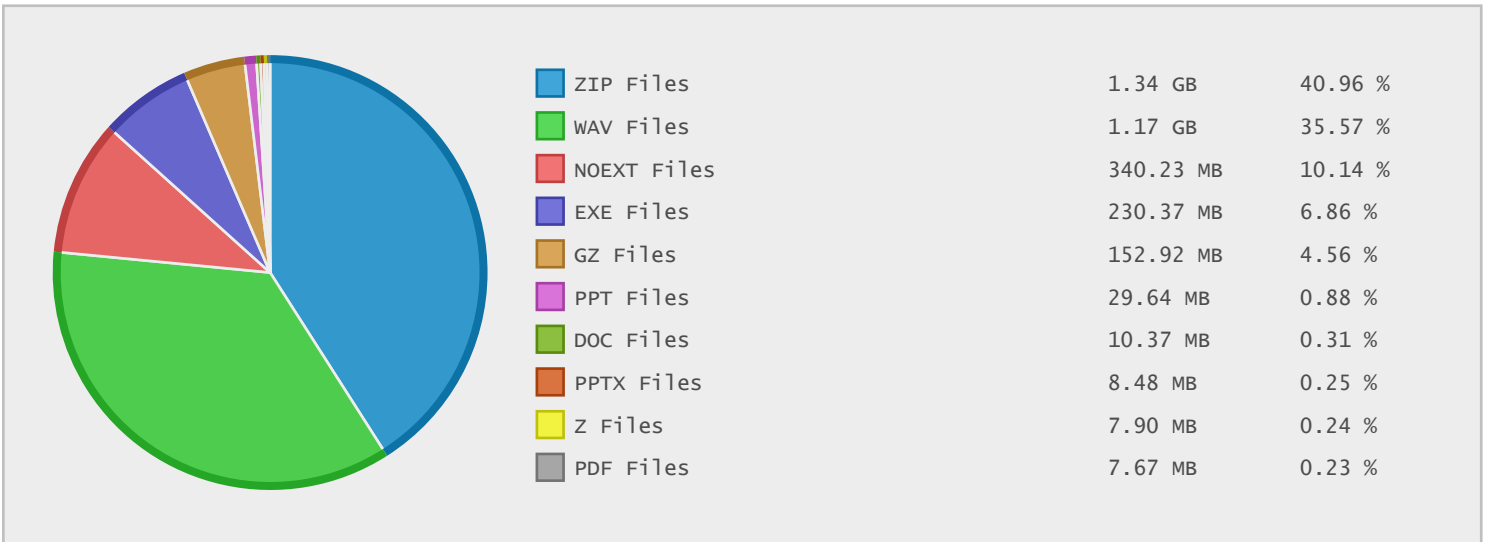 ZIP Files 1.34 GB 40.96 %
WAV Files 1.17 GB 35.57 %
NOEXT Files 340.23 MB 10.14 %
EXE Files 230.37 MB 6.86 %
GZ Files 152.92 MB 4.56 %
PPT Files 29.64 MB 0.88 %
DOC Files 10.37 MB 0.31 %
PPTX Files 8.48 MB 0.25 %
Z Files 7.90 MB 0.24 %
PDF Files 7.67 MB 0.23 %